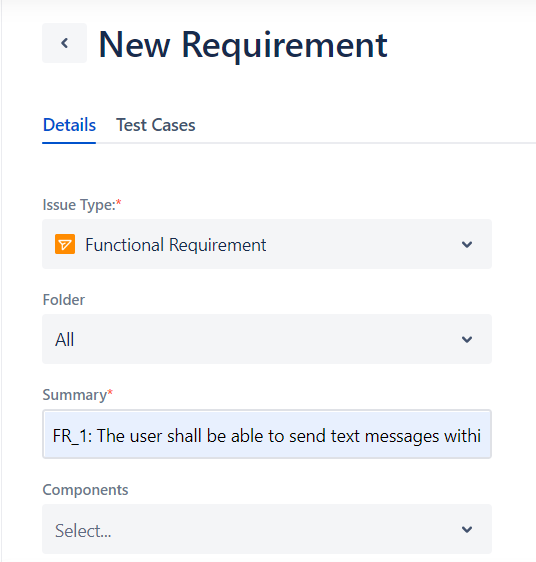 New Requirement
Details Test Cases
Issue Type:*
Functional Requirement
Folder
All
Summary*
FR_1: The user shall be able to send text messages withi
Components
Select...